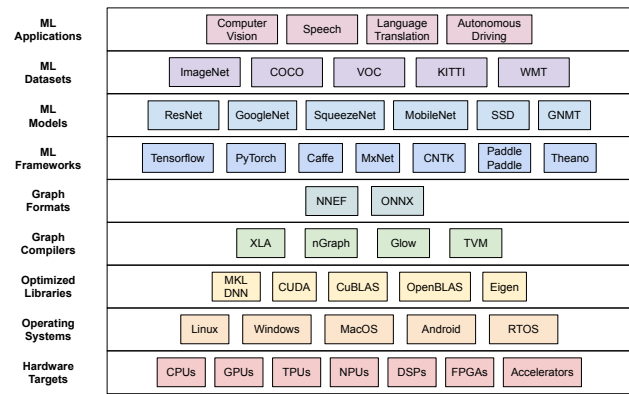 ML
Applications
Computer
Vision
Speech
Language
Translation
Autonomous
Driving
ML
Datasets
ImageNet
COCO
VOC
KITTI
WMT
ML
Models
ResNet
GoogleNet
SqueezeNet
MobileNet
SSD
GNMT
ML
Frameworks
Tensorflow
PyTorch
Caffe
MxNet
CNTK
Paddle
Paddle
Theano
Graph
Formats
NNEF
ONNX
Graph
Compilers
XLA
nGraph
Glow
TVM
Optimized
Libraries
MKL
DNN
CUDA
CuBLAS
OpenBLAS
Eigen
Operating
Systems
Linux
Windows
MacOS
Android
RTOS
Hardware
Targets
CPUs
GPUs
TPUs
NPUs
DSPs
FPGAs
Accelerators